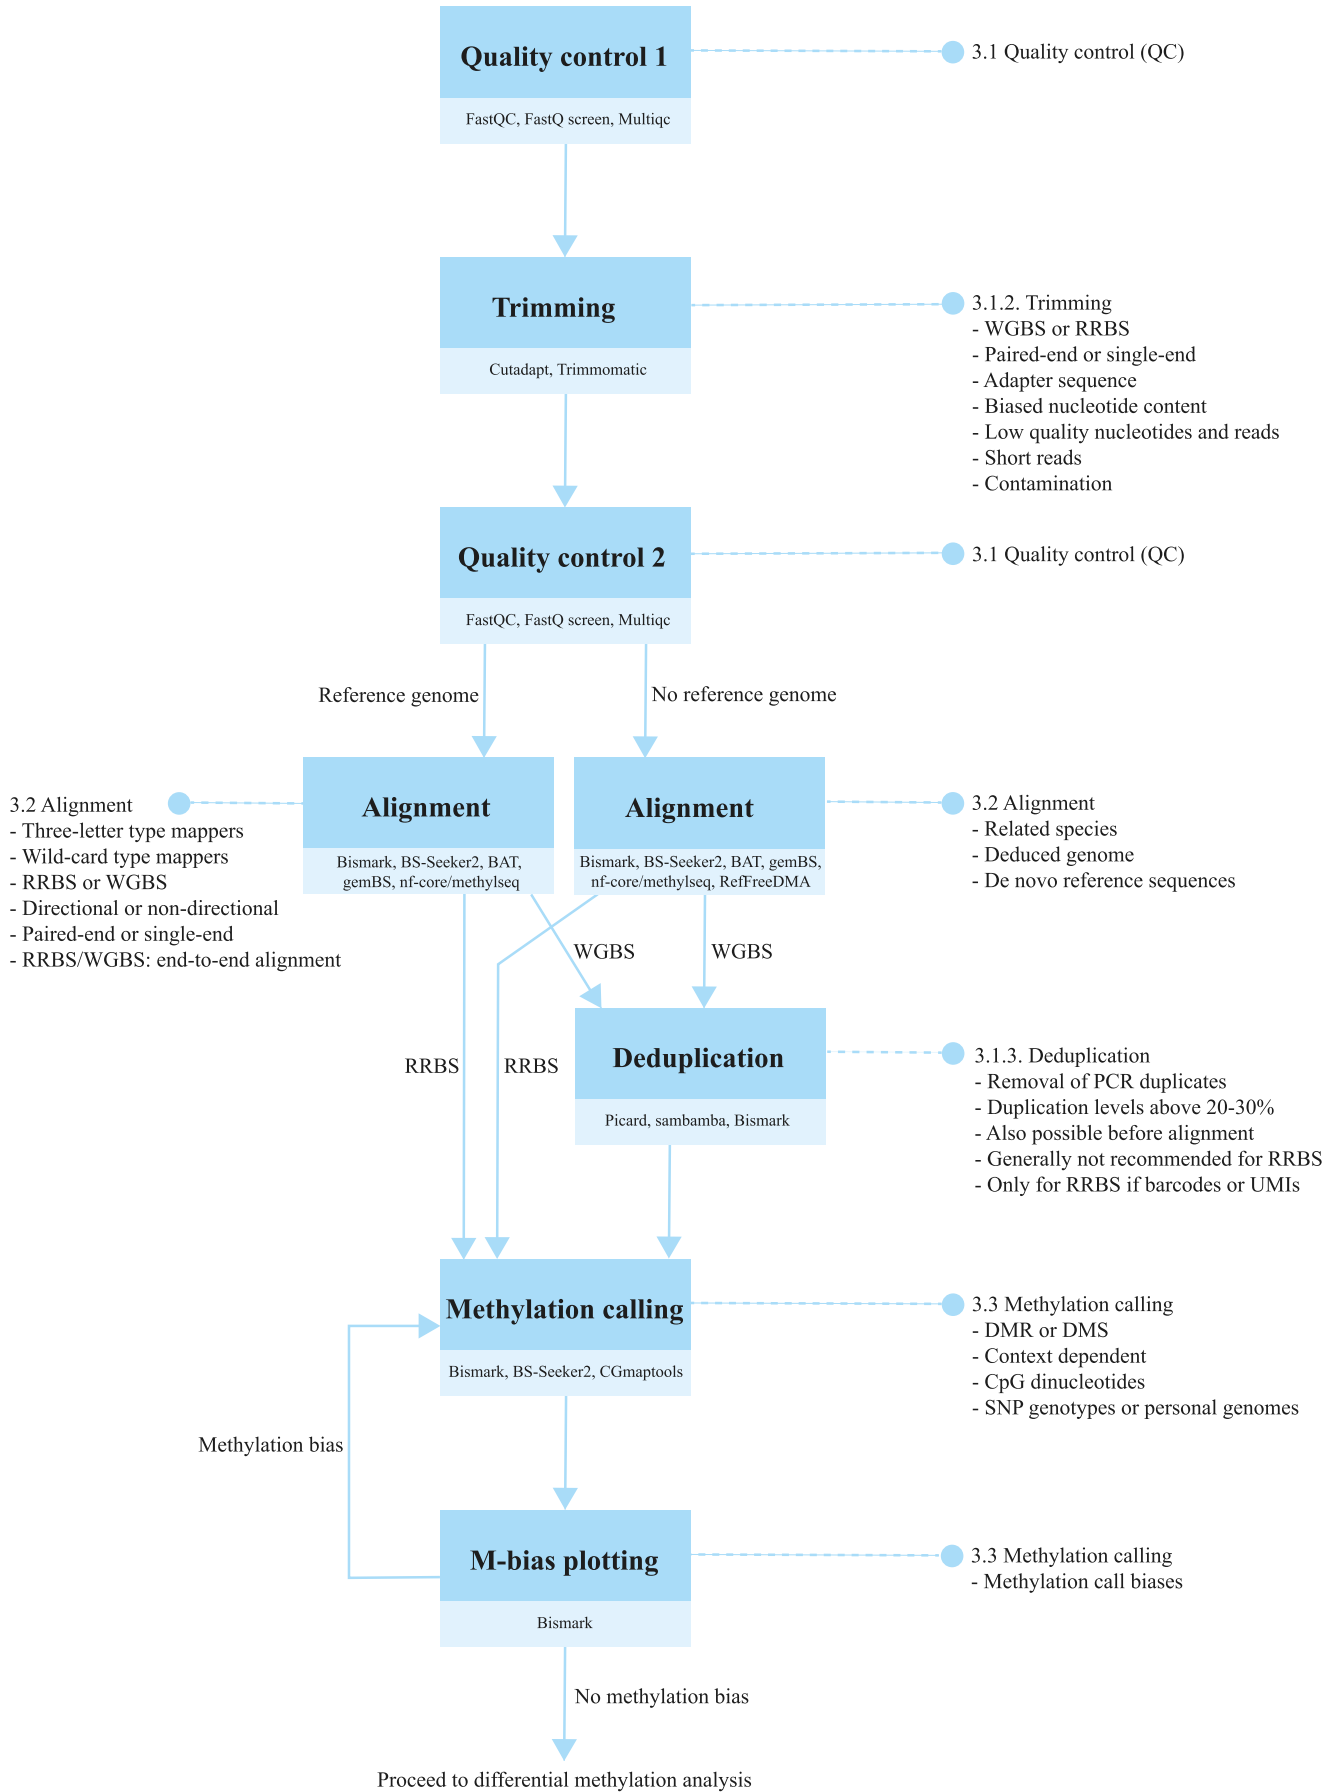 Quality control 1
3.1 Quality control (QC)
FastQC, FastQ screen, Multiqc
Trimming
Cutadapt, Trimmomatic
3.1.2. Trimming
- WGBS or RRBS
- Paired-end or single-end
- Adapter sequence
- Biased nucleotide content
- Low quality nucleotides and reads
- Short reads
- Contamination
Quality control 2
3.1 Quality control (QC)
FastQC, FastQ screen, Multiqc
Reference genome
No reference genome
3.2 Alignment
- Three-letter type mappers
- Wild-card type mappers
- RRBS or WGBS
- Directional or non-directional
- Paired-end or single-end
- RRBS/WGBS: end-to-end alignment
Alignment
Bismark, BS-Seeker2, BAT,
gemBS, nf-core/methylseq
Alignment
Bismark, BS-Seeker2, BAT, gemBS,
nf-core/methylseq, RefFreeDMA
3.2 Alignment
- Related species
- Deduced genome
- De novo reference sequences
WGBS
WGBS
RRBS
RRBS
Deduplication
Picard, sambamba, Bismark
3.1.3. Deduplication
- Removal of PCR duplicates
- Duplication levels above 20-30%
- Also possible before alignment
- Generally not recommended for RRBS
- Only for RRBS if barcodes or UMIs
Methylation calling
Bismark, BS-Seeker2, CGmaptools
3.3 Methylation calling
- DMR or DMS
- Context dependent
- CpG dinucleotides
- SNP genotypes or personal genomes
Methylation bias
M-bias plotting
Bismark
3.3 Methylation calling
- Methylation call biases
No methylation bias
Proceed to differential methylation analysis